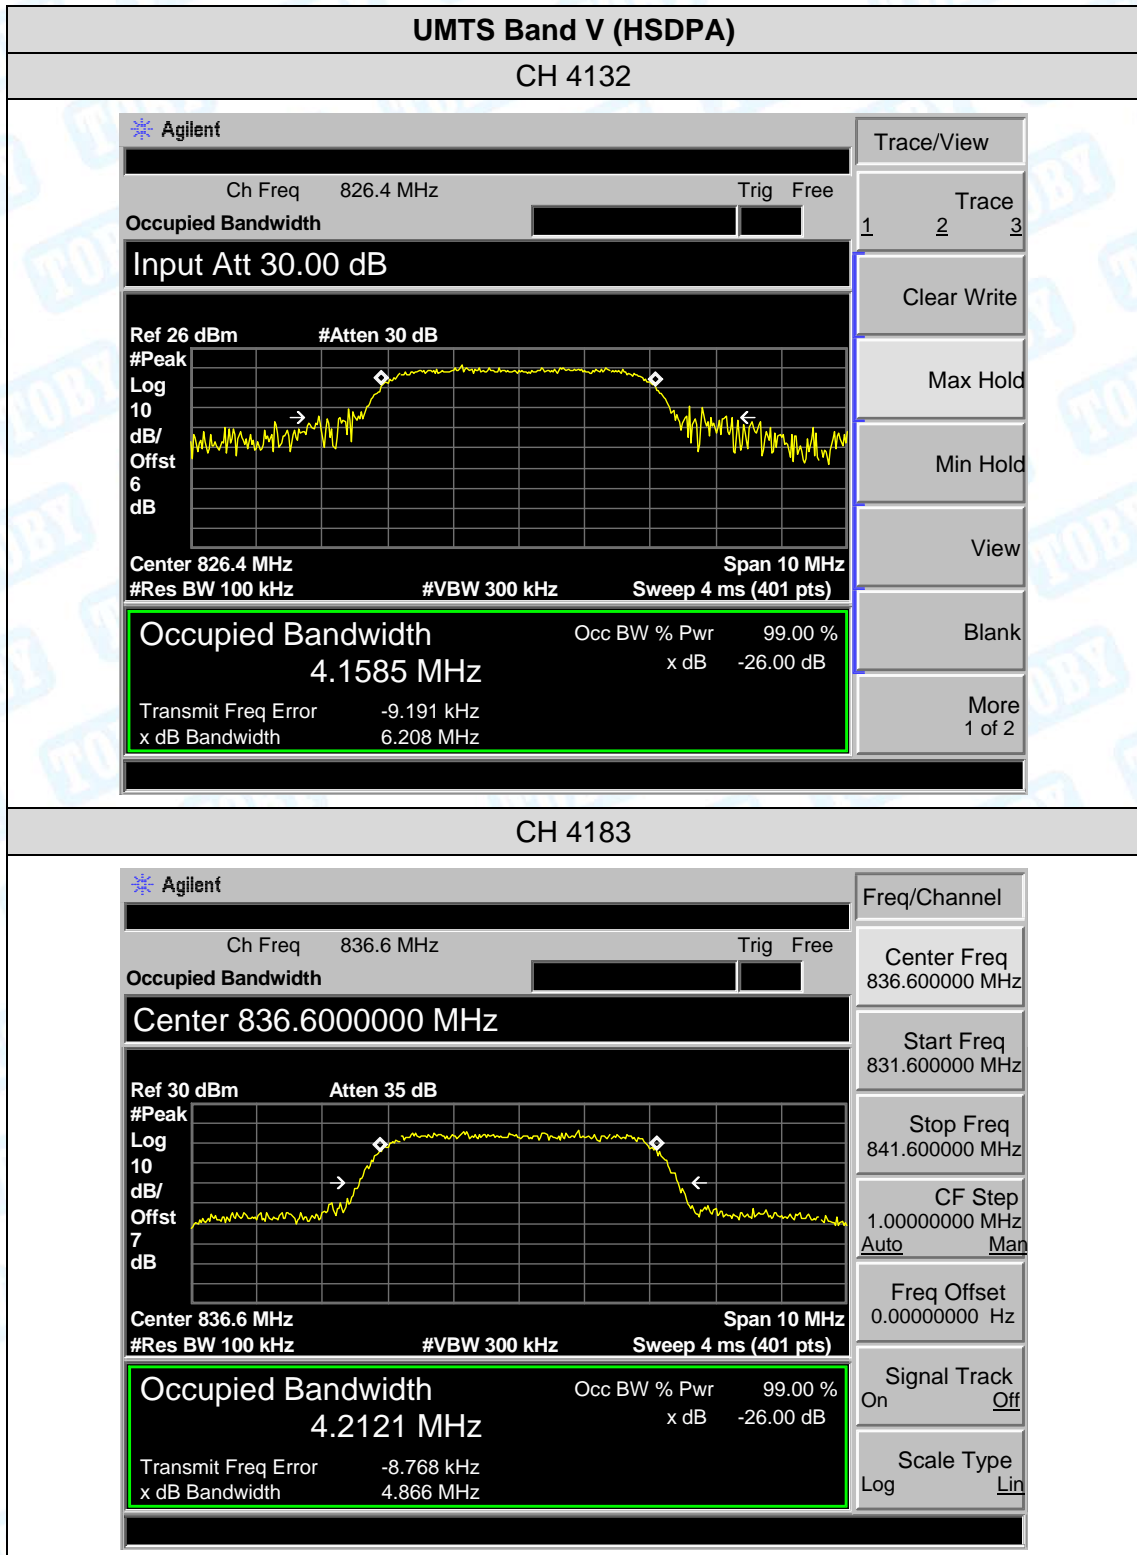 UMTS Band V (HSDPA)
CH 4132
Agilent
Trace/View
Ch Freq 826.4 MHz Trig Free
Occupied Bandwidth
Trace
1 2 3
Input Att 30.00 dB
Clear Write
Ref 26 dBm #Atten 30 dB
#Peak
Log
10
dB/
Offst
6
dB
Max Hold
Min Hold
View
Center 826.4 MHz Span 10 MHz
#Res BW 100 kHz #VBW 300 kHz Sweep 4 ms (401 pts)
Occupied Bandwidth Occ BW % Pwr 99.00 %
4.1585 MHz x dB -26.00 dB
Blank
Transmit Freq Error -9.191 kHz
x dB Bandwidth 6.208 MHz
More
1 of 2
CH 4183
Agilent
Freq/Channel
Ch Freq 836.6 MHz Trig Free
Occupied Bandwidth
Center Freq
836.600000 MHz
Center 836.6000000 MHz
Start Freq
831.600000 MHz
Ref 30 dBm Atten 35 dB
#Peak
Log
10
dB/
Offst
7
dB
Stop Freq
841.600000 MHz
CF Step
1.00000000 MHz
Auto Man
Freq Offset
0.00000000 Hz
Center 836.6 MHz Span 10 MHz
#Res BW 100 kHz #VBW 300 kHz Sweep 4 ms (401 pts)
Occupied Bandwidth Occ BW % Pwr 99.00 %
4.2121 MHz x dB -26.00 dB
Signal Track
On Off
Transmit Freq Error -8.768 kHz
x dB Bandwidth 4.866 MHz
Scale Type
Log Lin
TOBY